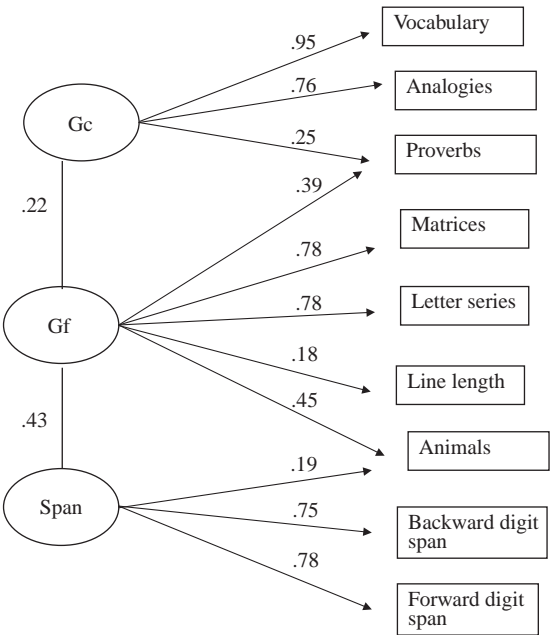 Vocabulary
.95
.76
Analogies
Gc
.25
Proverbs
.39
.22
Matrices
.78
.78
Letter series
Gf
.18
Line length
.45
.43
Animals
.19
Span
.75
Backward digit
span
.78
Forward digit
span